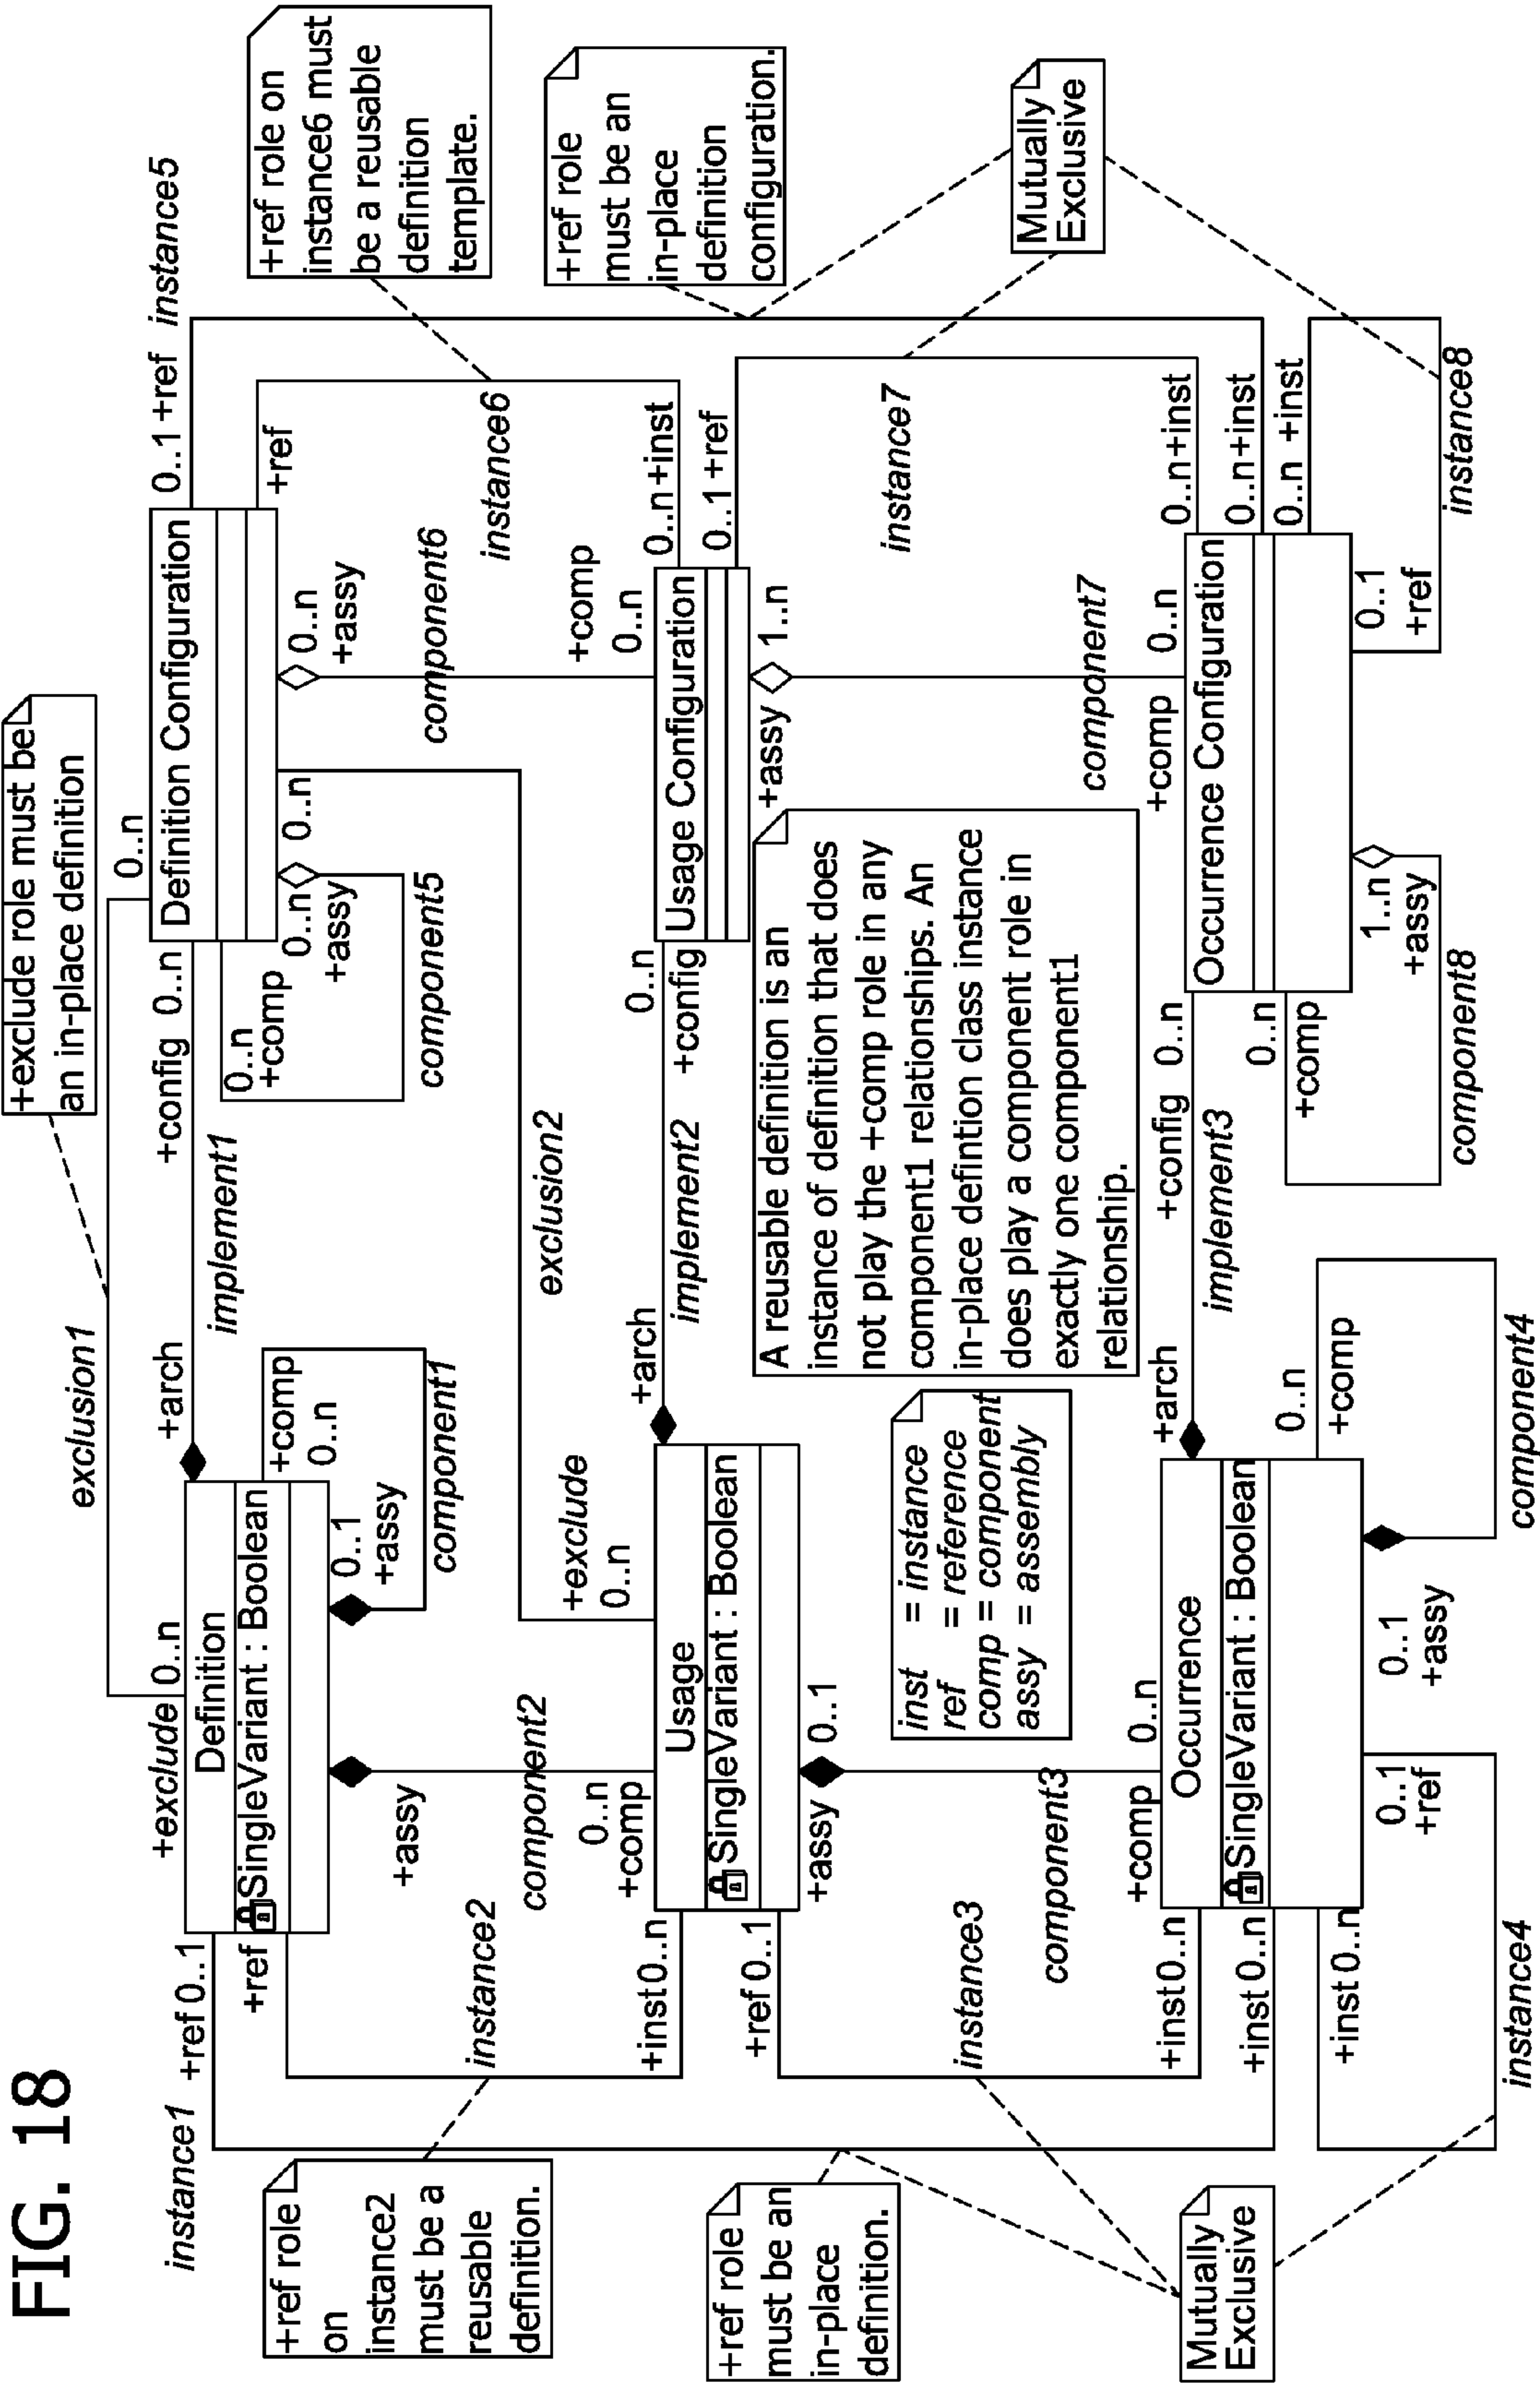 FIG. 18
+exclude role must be
an in-place definition
exclusion1
+exclude 0..n
0..n
instance1 +ref 0..1
Definition
SingleVariant : Boolean
+ref
+arch
implement1
+config 0..n
Definition Configuration
0..1 +ref instance5
+ref
+comp
0..n
0..1
+assy
component1
+assy
0..n
+comp
0..n
+assy
component5
0..n
0..n
+assy
component6
+ref role on
instance6 must
be a reusable
definition
template.
+ref role
on
instance2
must be a
reusable
definition.
instance2
component2
0..n
+comp
+exclude
0..n
exclusion2
+comp
0..n
instance6
+ref role
must be an
in-place
definition
configuration.
+inst 0..n
+ref 0..1
Usage
SingleVariant : Boolean
+arch
implement2
0..n
+config
Usage Configuration
0..n +inst
0..1 +ref
+assy 0..1
+assy
1..n
+ref role
must be an
in-place
definition.
inst = instance
ref = reference
comp = component
assy = assembly
A reusable definition is an
instance of definition that does
not play the +comp role in any
component1 relationships. An
in-place defintion class instance
does play a component role in
exactly one component1
relationship.
instance3
component3
component7
instance7
Mutually
Exclusive
+comp
0..n
+comp
0..n
+inst 0..n
+inst 0..n
+inst 0..n
Occurrence
SingleVariant : Boolean
+arch
implement3
+config 0..n
Occurrence Configuration
0..n +inst
0..n +inst
0..n +inst
0..n
+comp
0..n
+comp
0..1
+ref
0..1
+assy
1..n
+assy
0..1
+ref
Mutually
Exclusive
instance4
component4
component8
instance8